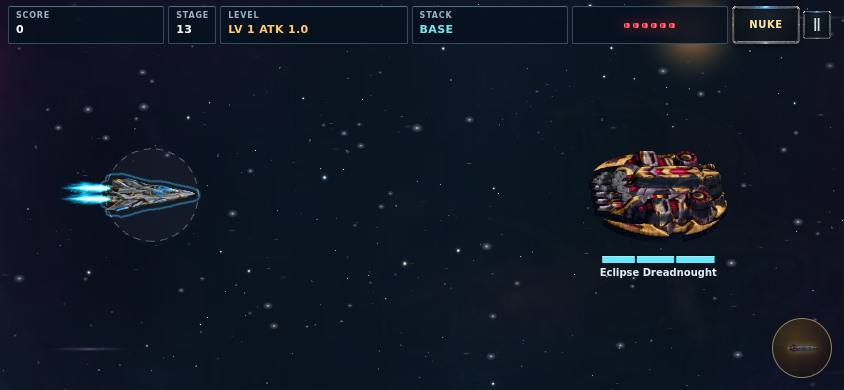 SCORE
0
STAGE
13
LEVEL
LV 1 ATK 1.0
STACK
BASE
NUKE
Eclipse Dreadnought